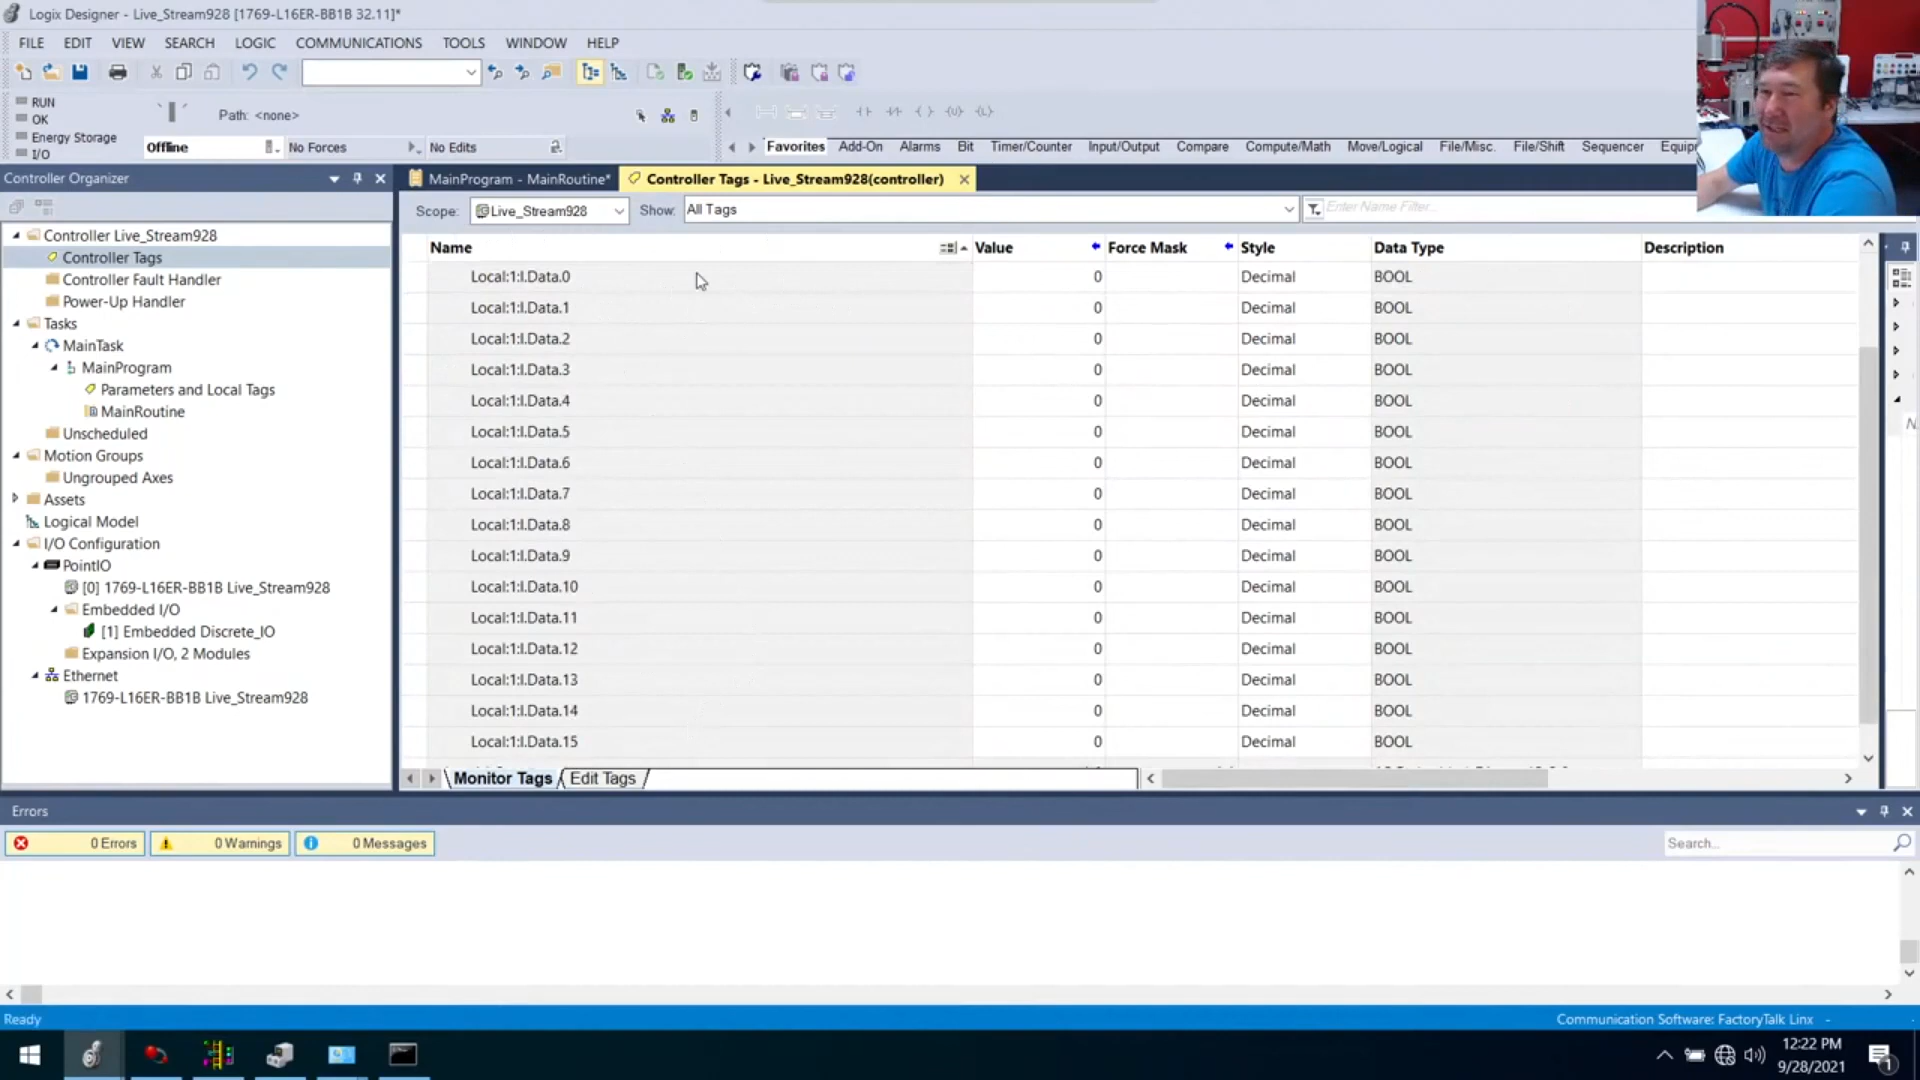 Logix Designer - Live_Stream928 [1769-L16ER-BB1B 32.11]*
FILE EDIT VIEW SEARCH LOGIC COMMUNICATIONS TOOLS WINDOW HELP
RUN
OK
Energy Storage
I/O
Path: <none>
Offline
No Forces
No Edits
Favorites Add-On Alarms Bit Timer/Counter Input/Output Compare Compute/Math Move/Logical File/Misc. File/Shift Sequencer Equip
Controller Organizer
MainProgram - MainRoutine*
Controller Tags - Live_Stream928(controller)
Scope: Live_Stream928 Show: All Tags
Enter Name Filter...
Controller Live_Stream928
Controller Tags
Controller Fault Handler
Power-Up Handler
Tasks
MainTask
MainProgram
Parameters and Local Tags
MainRoutine
Unscheduled
Motion Groups
Ungrouped Axes
Assets
Logical Model
I/O Configuration
PointIO
[0] 1769-L16ER-BB1B Live_Stream928
Embedded I/O
[1] Embedded Discrete_IO
Expansion I/O, 2 Modules
Ethernet
1769-L16ER-BB1B Live_Stream928
Name Value Force Mask Style Data Type Description
Local:1:I.Data.0 0 Decimal BOOL
Local:1:I.Data.1 0 Decimal BOOL
Local:1:I.Data.2 0 Decimal BOOL
Local:1:I.Data.3 0 Decimal BOOL
Local:1:I.Data.4 0 Decimal BOOL
Local:1:I.Data.5 0 Decimal BOOL
Local:1:I.Data.6 0 Decimal BOOL
Local:1:I.Data.7 0 Decimal BOOL
Local:1:I.Data.8 0 Decimal BOOL
Local:1:I.Data.9 0 Decimal BOOL
Local:1:I.Data.10 0 Decimal BOOL
Local:1:I.Data.11 0 Decimal BOOL
Local:1:I.Data.12 0 Decimal BOOL
Local:1:I.Data.13 0 Decimal BOOL
Local:1:I.Data.14 0 Decimal BOOL
Local:1:I.Data.15 0 Decimal BOOL
Monitor Tags Edit Tags
Errors
0 Errors 0 Warnings 0 Messages
Search...
Ready
Communication Software: FactoryTalk Linx
12:22 PM
9/28/2021
1